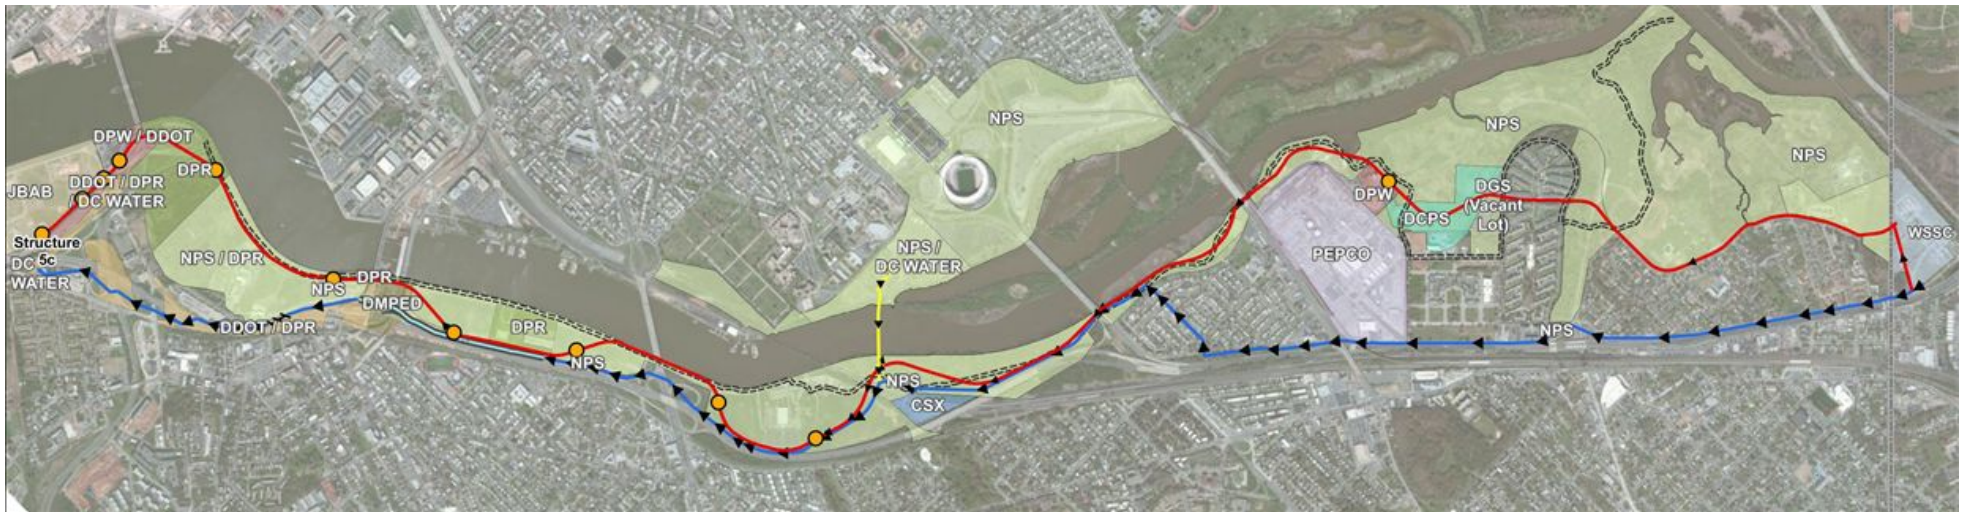 DPW / DDOT
DPR
DDOT / DPR
/ DC WATER
JBAB
Structure
5c
DC
WATER
NPS / DPR
DPR
NPS
DMPED
DDOT / DPR
DPR
NPS
NPS
NPS /
DC WATER
NPS
CSX
PEPCO
DPW
DCPS
DGS
(Vacant
Lot)
NPS
NPS
NPS
WSSC